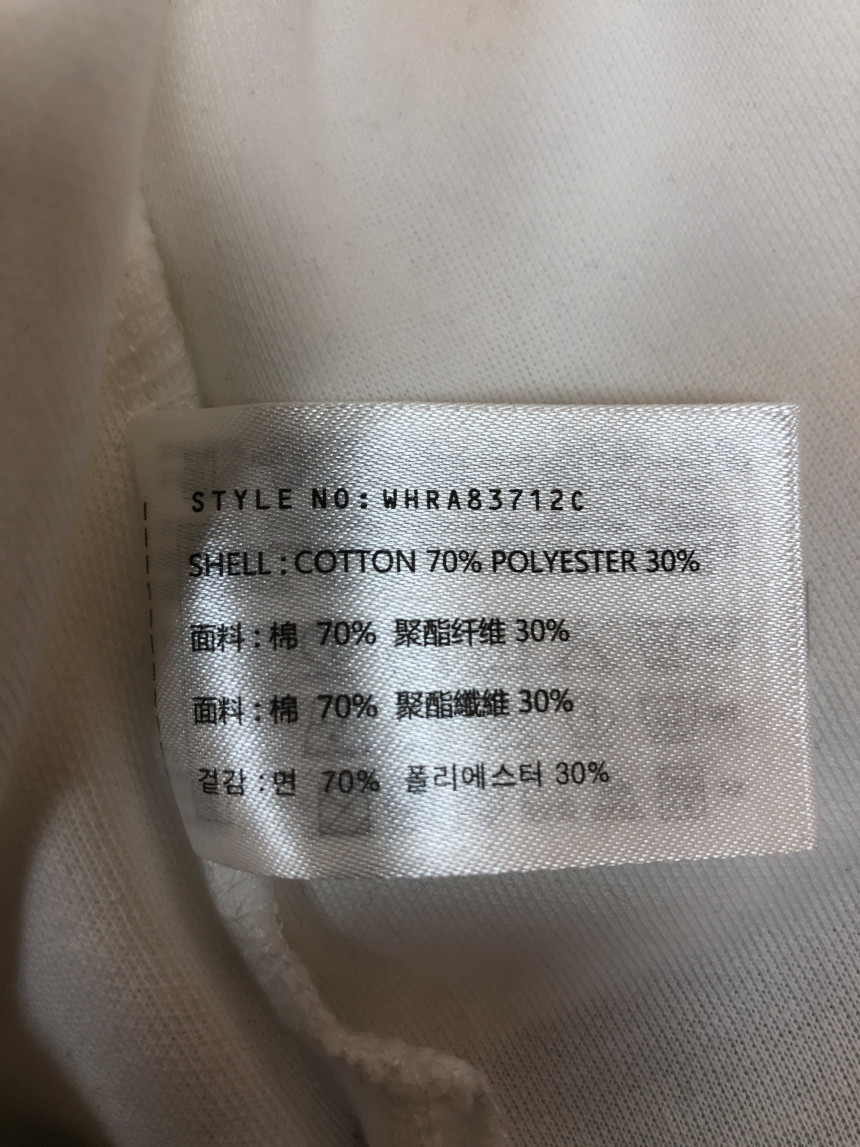 STYLE NO: WHRA83712C
SHELL : COTTON 70% POLYESTER 30%
面料 : 棉 70% 聚酯纤维 30%
面料 : 棉 70% 聚酯纖維 30%
겉감 : 면 70% 폴리에스터 30%